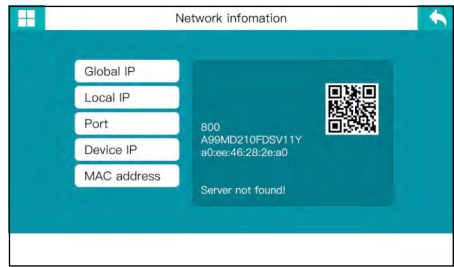 Network infomation
Global IP
Local IP
Port
Device IP
MAC address
800
A99MD210FDSV11Y
a0:ee:46:28:2e:a0
Server not found!